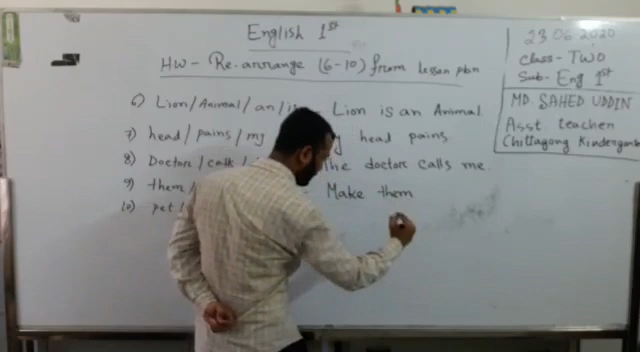 English 1st
HW - Re-arrange (6-10) from lesson plan
6) Lion / Animal / an / is Lion is an Animal
7) head / pains / my head pains
8) Doctor / calls / The doctor calls me.
9) them / Make them
10) pet /
23 06 2020
Class - TWO
Sub - Eng 1st
MD. SAHED UDDIN
Asst teacher
Chittagong Kindergarten